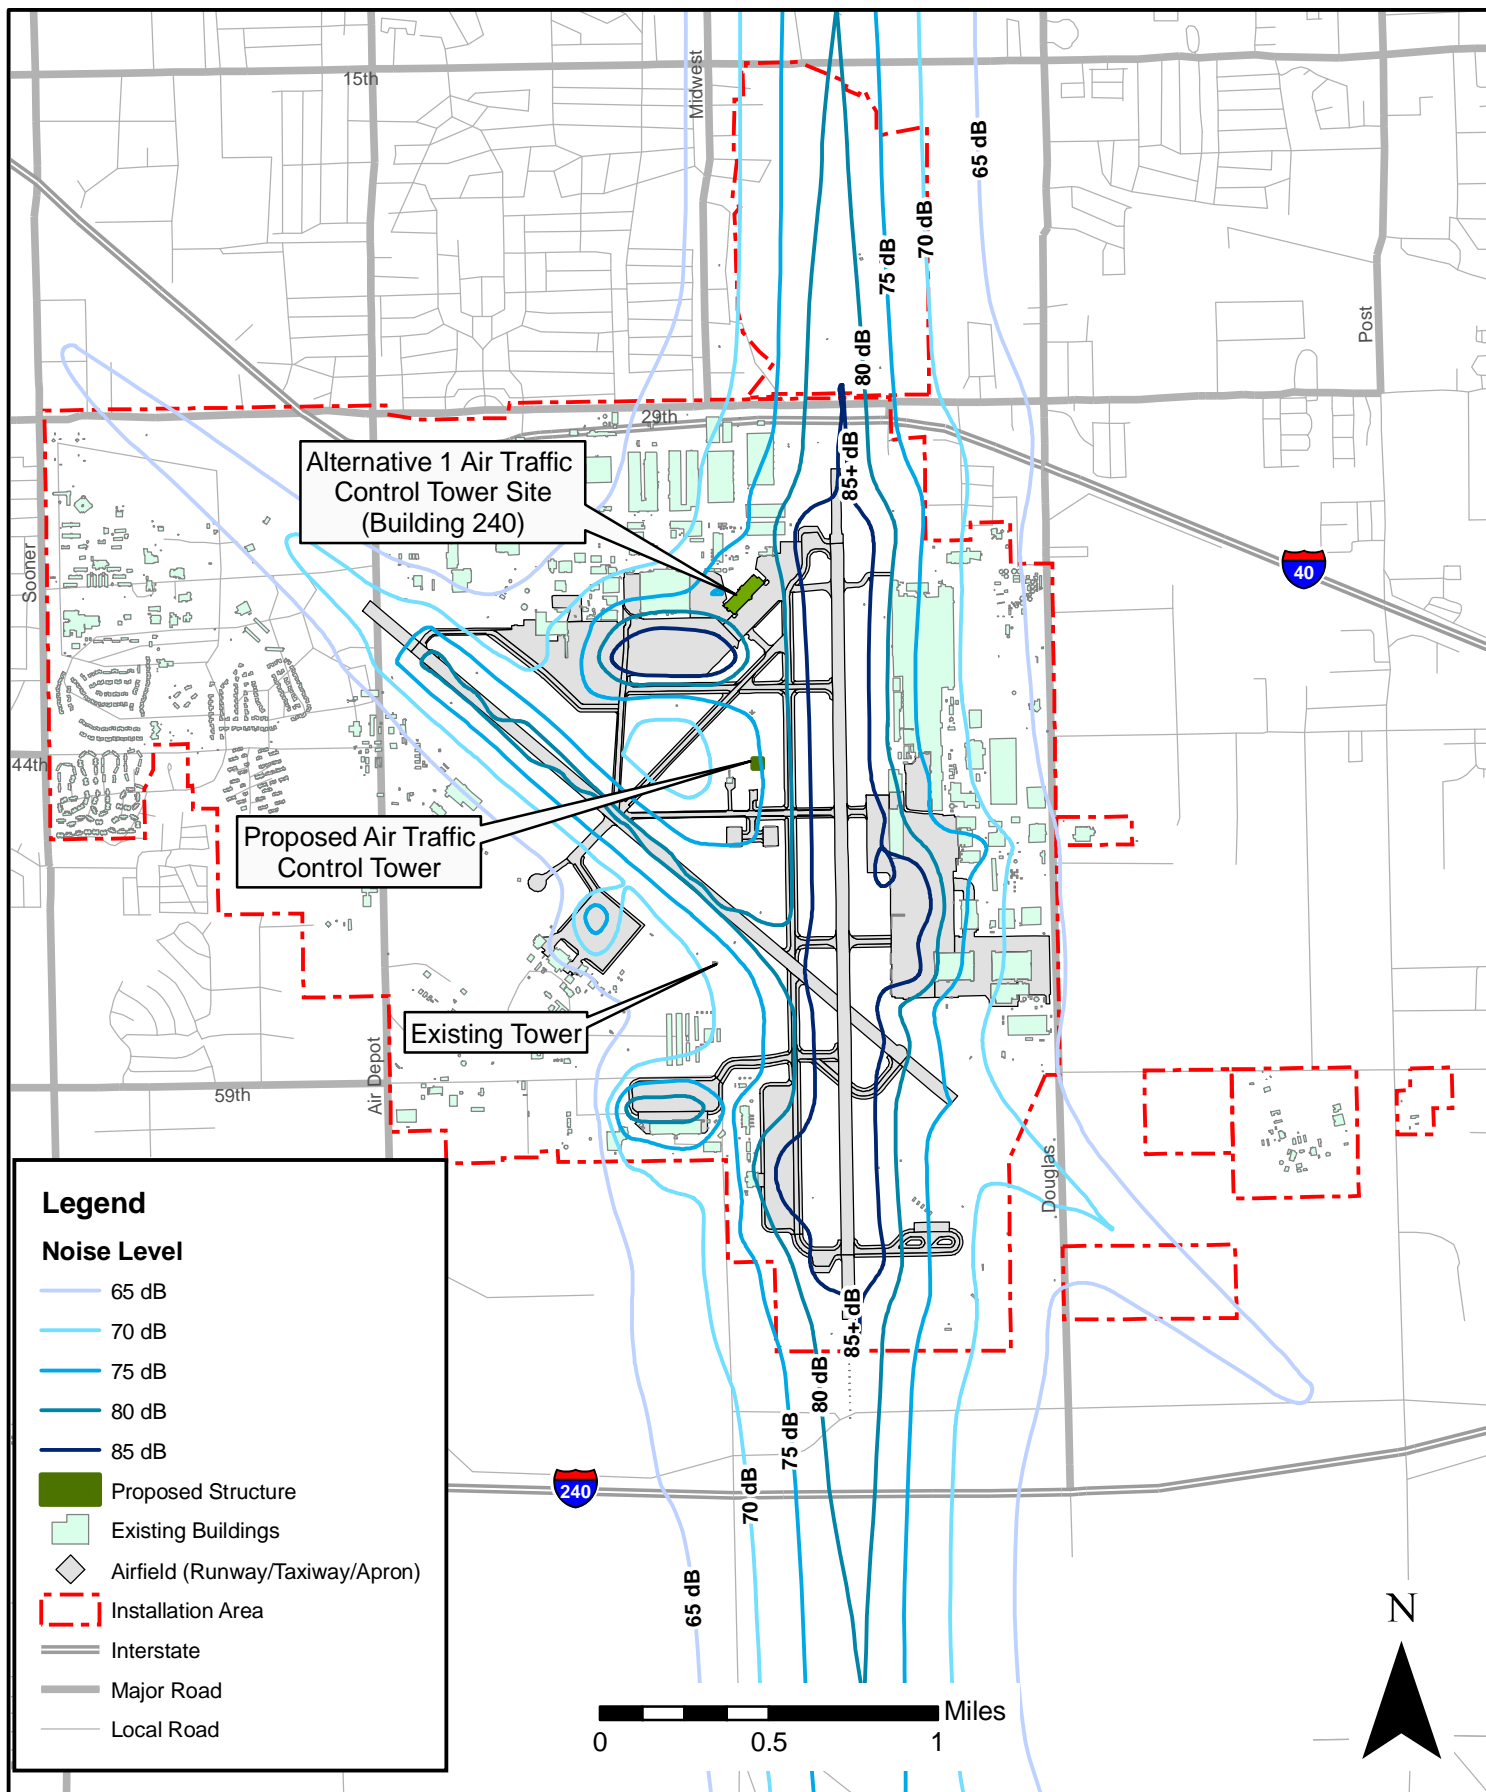 15th
Midwest
65 dB
70 dB
75 dB
80 dB
Post
29th
85+ dB
Alternative 1 Air Traffic
Control Tower Site
(Building 240)
Sooner
40
44th
Proposed Air Traffic
Control Tower
Existing Tower
Air Depot
59th
Douglas
85+ dB
80 dB
75 dB
70 dB
65 dB
240
Legend
Noise Level
65 dB
70 dB
75 dB
80 dB
85 dB
Proposed Structure
Existing Buildings
Airfield (Runway/Taxiway/Apron)
Installation Area
Interstate
Major Road
Local Road
N
Miles
0 0.5 1